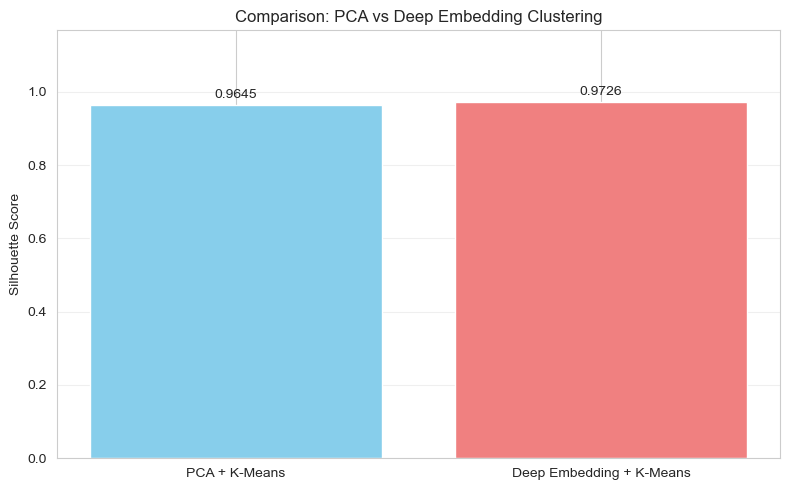 Comparison: PCA vs Deep Embedding Clustering
Silhouette Score
1.0
0.8
0.6
0.4
0.2
0.0
0.9645
0.9726
PCA + K-Means
Deep Embedding + K-Means